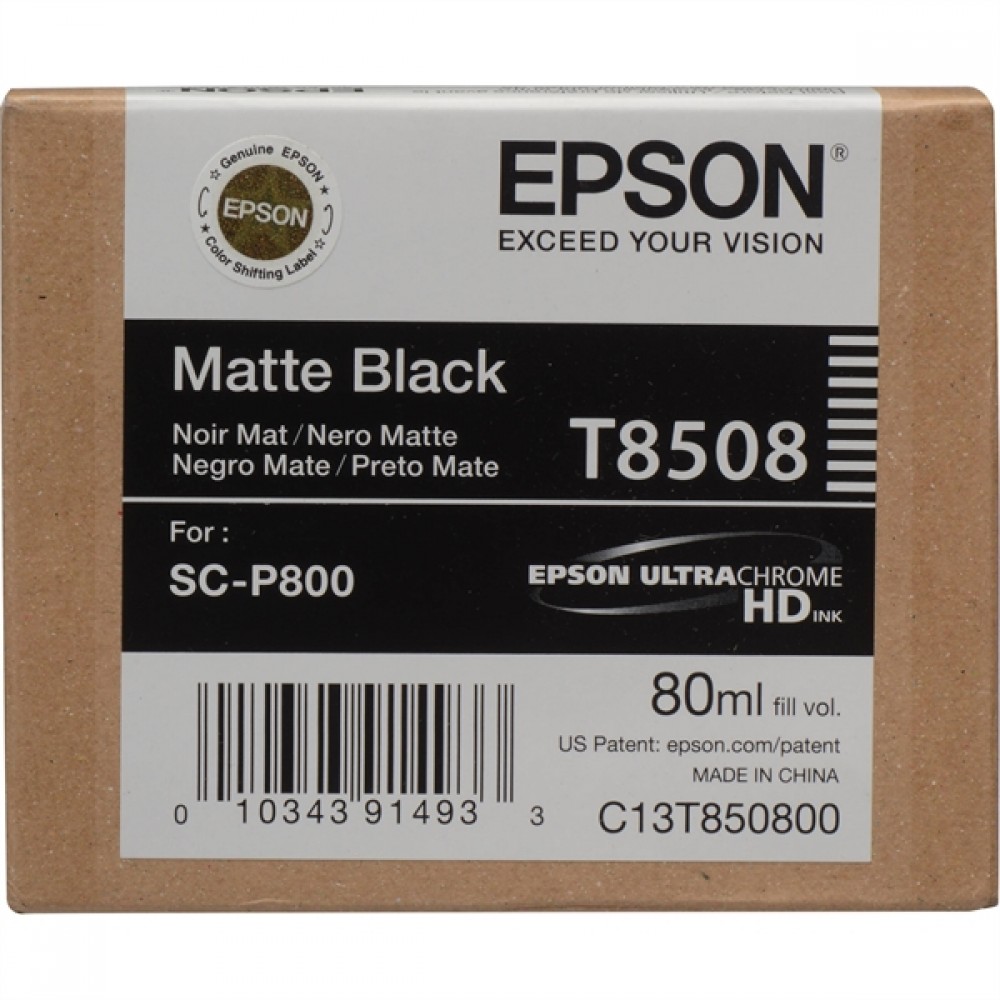 EPSON
Genuine EPSON
EPSON
Color Shifting Label
EPSON®
EXCEED YOUR VISION
Matte Black
Noir Mat / Nero Matte
Negro Mate / Preto Mate
T8508
For :
SC-P800
EPSON ULTRACHROME
HD INK
80ml fill vol.
US Patent: epson.com/patent
MADE IN CHINA
0 10343 91493 3
C13T850800